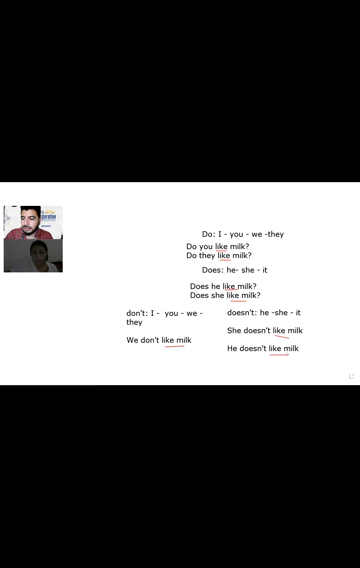 Do: I - you - we -they
Do you like milk?
Do they like milk?
Does: he- she - it
Does he like milk?
Does she like milk?
don't: I - you - we -
they
We don't like milk
doesn't: he -she - it
She doesn't like milk
He doesn't like milk